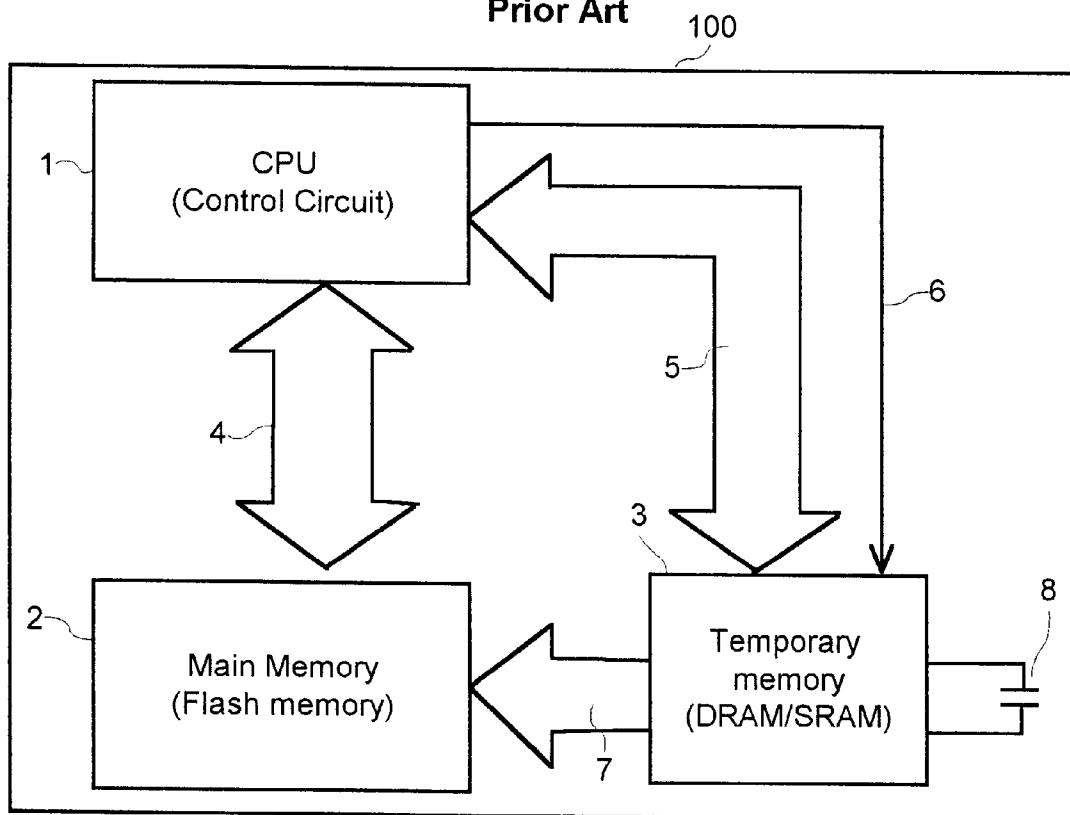 Prior Art
100
1
CPU
(Control Circuit)
6
5
4
3
8
2
Main Memory
(Flash memory)
Temporary
memory
(DRAM/SRAM)
7